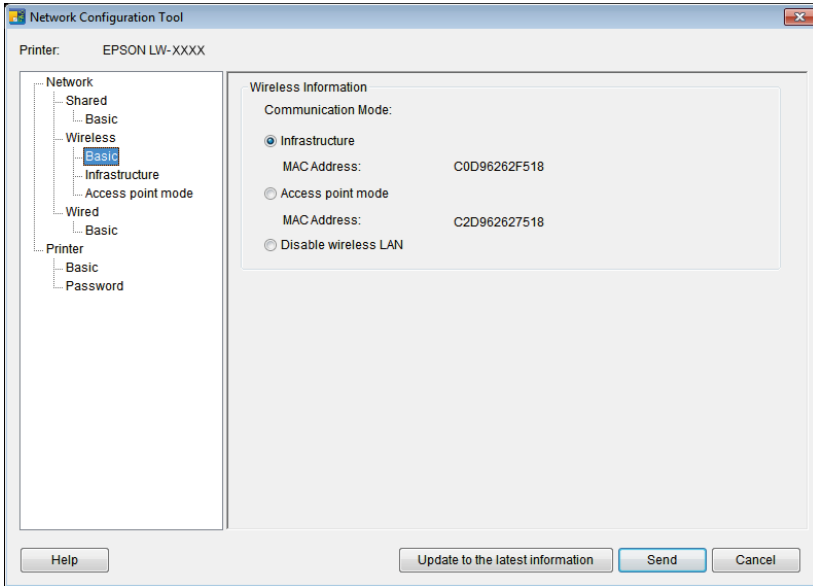 Network Configuration Tool
Printer: EPSON LW-XXXX
Network
Shared
Basic
Wireless
Basic
Infrastructure
Access point mode
Wired
Basic
Printer
Basic
Password
Wireless Information
Communication Mode:
Infrastructure
MAC Address: C0D96262F518
Access point mode
MAC Address: C2D962627518
Disable wireless LAN
Help
Update to the latest information
Send
Cancel